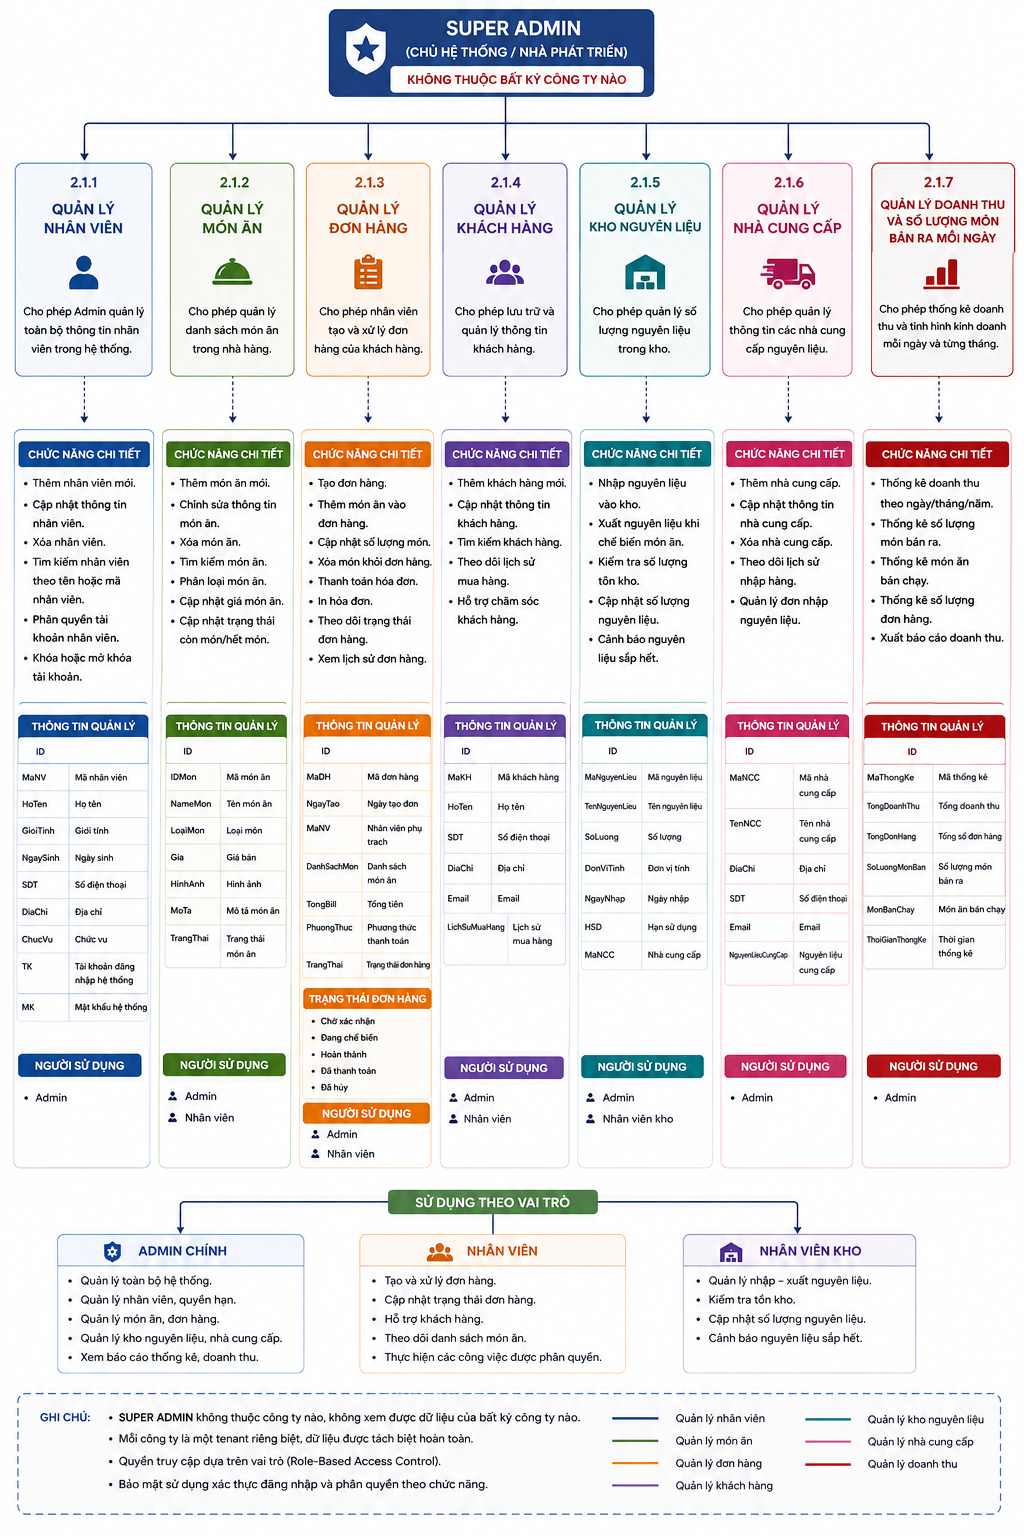 SUPER ADMIN
(CHỦ HỆ THỐNG / NHÀ PHÁT TRIỂN)
KHÔNG THUỘC BẤT KỲ CÔNG TY NÀO
2.1.1
QUẢN LÝ
NHÂN VIÊN
Cho phép Admin quản lý
toàn bộ thông tin nhân
viên trong hệ thống.
2.1.2
QUẢN LÝ
MÓN ĂN
Cho phép quản lý
danh sách món ăn
trong nhà hàng.
2.1.3
QUẢN LÝ
ĐƠN HÀNG
Cho phép nhân viên
tạo và xử lý đơn
hàng của khách hàng.
2.1.4
QUẢN LÝ
KHÁCH HÀNG
Cho phép lưu trữ và
quản lý thông tin
khách hàng.
2.1.5
QUẢN LÝ
KHO NGUYÊN LIỆU
Cho phép quản lý số
lượng nguyên liệu
trong kho.
2.1.6
QUẢN LÝ
NHÀ CUNG CẤP
Cho phép quản lý
thông tin các nhà cung
cấp nguyên liệu.
2.1.7
QUẢN LÝ DOANH THU
VÀ SỐ LƯỢNG MÓN
BÁN RA MỖI NGÀY
Cho phép thống kê doanh
thu và tình hình kinh doanh
mỗi ngày và từng tháng.
CHỨC NĂNG CHI TIẾT
• Thêm nhân viên mới.
• Cập nhật thông tin
nhân viên.
• Xóa nhân viên.
• Tìm kiếm nhân viên
theo tên hoặc mã
nhân viên.
• Phân quyền tài
khoản nhân viên.
• Khóa hoặc mở khóa
tài khoản.
CHỨC NĂNG CHI TIẾT
• Thêm món ăn mới.
• Chỉnh sửa thông tin
món ăn.
• Xóa món ăn.
• Tìm kiếm món ăn.
• Phân loại món ăn.
• Cập nhật giá món ăn.
• Cập nhật trạng thái
còn món/hết món.
CHỨC NĂNG CHI TIẾT
• Tạo đơn hàng.
• Thêm món ăn vào
đơn hàng.
• Cập nhật số lượng món.
• Xóa món khỏi đơn hàng.
• Thanh toán hóa đơn.
• In hóa đơn.
• Theo dõi trạng thái
đơn hàng.
• Xem lịch sử đơn hàng.
CHỨC NĂNG CHI TIẾT
• Thêm khách hàng mới.
• Cập nhật thông tin
khách hàng.
• Tìm kiếm khách hàng.
• Theo dõi lịch sử
mua hàng.
• Hỗ trợ chăm sóc
khách hàng.
CHỨC NĂNG CHI TIẾT
• Nhập nguyên liệu
vào kho.
• Xuất nguyên liệu khi
chế biến món ăn.
• Kiểm tra số lượng
tồn kho.
• Cập nhật số lượng
nguyên liệu.
• Cảnh báo nguyên
liệu sắp hết.
CHỨC NĂNG CHI TIẾT
• Thêm nhà cung cấp.
• Cập nhật thông tin
nhà cung cấp.
• Xóa nhà cung cấp.
• Theo dõi lịch sử
nhập hàng.
• Quản lý đơn nhập
nguyên liệu.
CHỨC NĂNG CHI TIẾT
• Thống kê doanh thu
theo ngày/tháng/năm.
• Thống kê số lượng
món bán ra.
• Thống kê món ăn
bán chạy.
• Thống kê số lượng
đơn hàng.
• Xuất báo cáo doanh thu.
THÔNG TIN QUẢN LÝ
ID
MaNV Mã nhân viên
HoTen Họ tên
GioiTinh Giới tính
NgaySinh Ngày sinh
SDT Số điện thoại
DiaChi Địa chỉ
ChucVu Chức vụ
TK Tài khoản đăng
nhập hệ thống
MK Mật khẩu hệ thống
THÔNG TIN QUẢN LÝ
ID
IDMon Mã món ăn
NameMon Tên món ăn
LoaiMon Loại món
Gia Giá bán
HinhAnh Hình ảnh
MoTa Mô tả món ăn
TrangThai Trạng thái
món ăn
THÔNG TIN QUẢN LÝ
ID
MaDH Mã đơn hàng
NgayTao Ngày tạo đơn
MaNV Nhân viên phụ
trach
DanhSachMon Danh sách
món ăn
TongBill Tổng tiền
PhuongThuc Phương thức
thanh toán
TrangThai Trạng thái đơn hàng
TRẠNG THÁI ĐƠN HÀNG
• Chờ xác nhận
• Đang chế biến
• Hoàn thành
• Đã thanh toán
• Đã hủy
THÔNG TIN QUẢN LÝ
ID
MaKH Mã khách hàng
HoTen Họ tên
SDT Số điện thoại
DiaChi Địa chỉ
Email Email
LichSuMuaHang Lịch sử
mua hàng
THÔNG TIN QUẢN LÝ
ID
MaNguyenLieu Mã nguyên liệu
TenNguyenLieu Tên nguyên liệu
SoLuong Số lượng
DonViTinh Đơn vị tính
NgayNhap Ngày nhập
HSD Hạn sử dụng
MaNCC Nhà cung cấp
THÔNG TIN QUẢN LÝ
ID
MaNCC Mã nhà
cung cấp
TenNCC Tên nhà
cung cấp
DiaChi Địa chỉ
SDT Số điện thoại
Email Email
NguyenLieuCungCap Nguyên liệu
cung cấp
THÔNG TIN QUẢN LÝ
ID
MaThongKe Mã thống kê
TongDoanhThu Tổng doanh thu
TongDonHang Tổng số đơn hàng
SoLuongMonBan Số lượng món
bán ra
MonBanChay Món ăn bán chạy
ThoiGianThongKe Thời gian
thống kê
NGƯỜI SỬ DỤNG
• Admin
NGƯỜI SỬ DỤNG
Admin
Nhân viên
NGƯỜI SỬ DỤNG
Admin
Nhân viên
NGƯỜI SỬ DỤNG
Admin
Nhân viên
NGƯỜI SỬ DỤNG
Admin
Nhân viên kho
NGƯỜI SỬ DỤNG
• Admin
NGƯỜI SỬ DỤNG
• Admin
SỬ DỤNG THEO VAI TRÒ
ADMIN CHÍNH
• Quản lý toàn bộ hệ thống.
• Quản lý nhân viên, quyền hạn.
• Quản lý món ăn, đơn hàng.
• Quản lý kho nguyên liệu, nhà cung cấp.
• Xem báo cáo thống kê, doanh thu.
NHÂN VIÊN
• Tạo và xử lý đơn hàng.
• Cập nhật trạng thái đơn hàng.
• Hỗ trợ khách hàng.
• Theo dõi danh sách món ăn.
• Thực hiện các công việc được phân quyền.
NHÂN VIÊN KHO
• Quản lý nhập – xuất nguyên liệu.
• Kiểm tra tồn kho.
• Cập nhật số lượng nguyên liệu.
• Cảnh báo nguyên liệu sắp hết.
GHI CHÚ:
• SUPER ADMIN không thuộc công ty nào, không xem được dữ liệu của bất kỳ công ty nào.
• Mỗi công ty là một tenant riêng biệt, dữ liệu được tách biệt hoàn toàn.
• Quyền truy cập dựa trên vai trò (Role-Based Access Control).
• Bảo mật sử dụng xác thực đăng nhập và phân quyền theo chức năng.
Quản lý nhân viên
Quản lý món ăn
Quản lý đơn hàng
Quản lý khách hàng
Quản lý kho nguyên liệu
Quản lý nhà cung cấp
Quản lý doanh thu